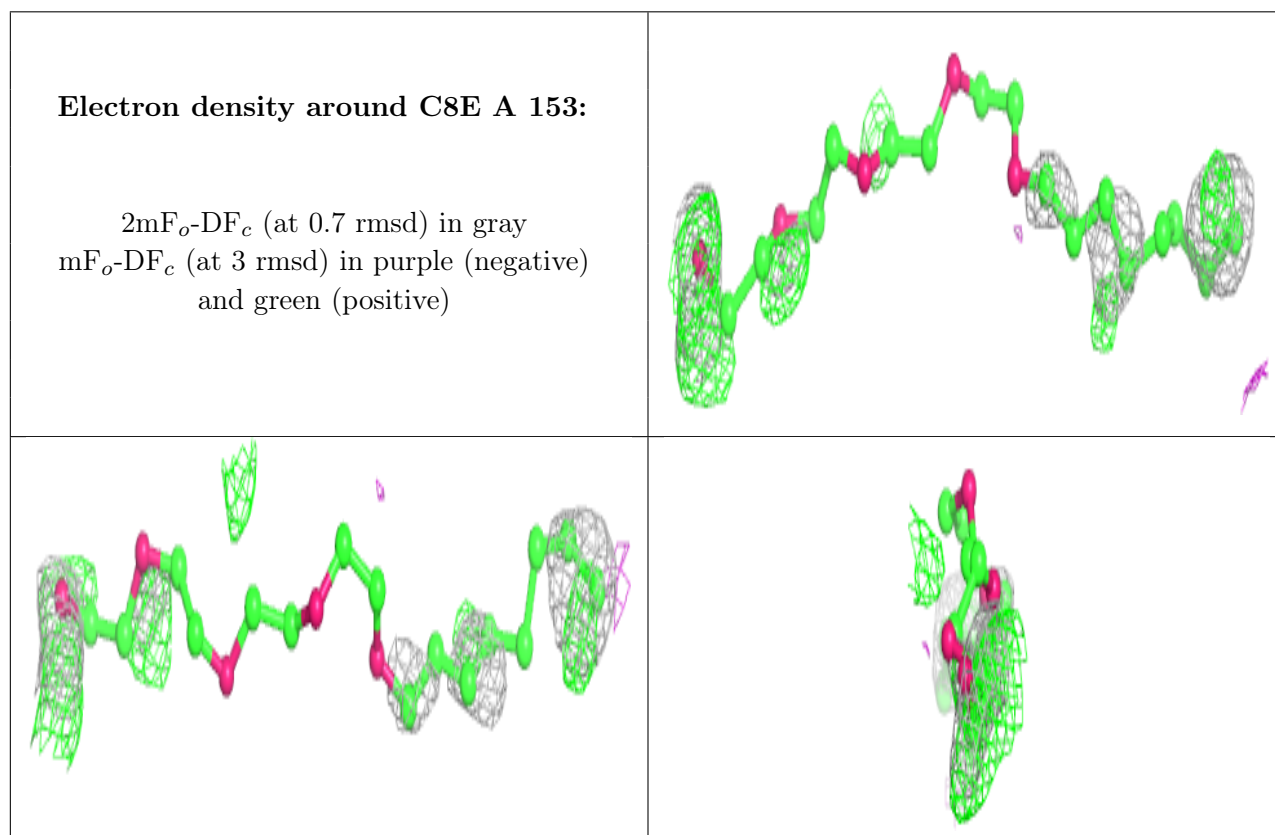 Electron density around C8E A 153:
2mFo-DFc (at 0.7 rmsd) in gray
mFo-DFc (at 3 rmsd) in purple (negative)
and green (positive)